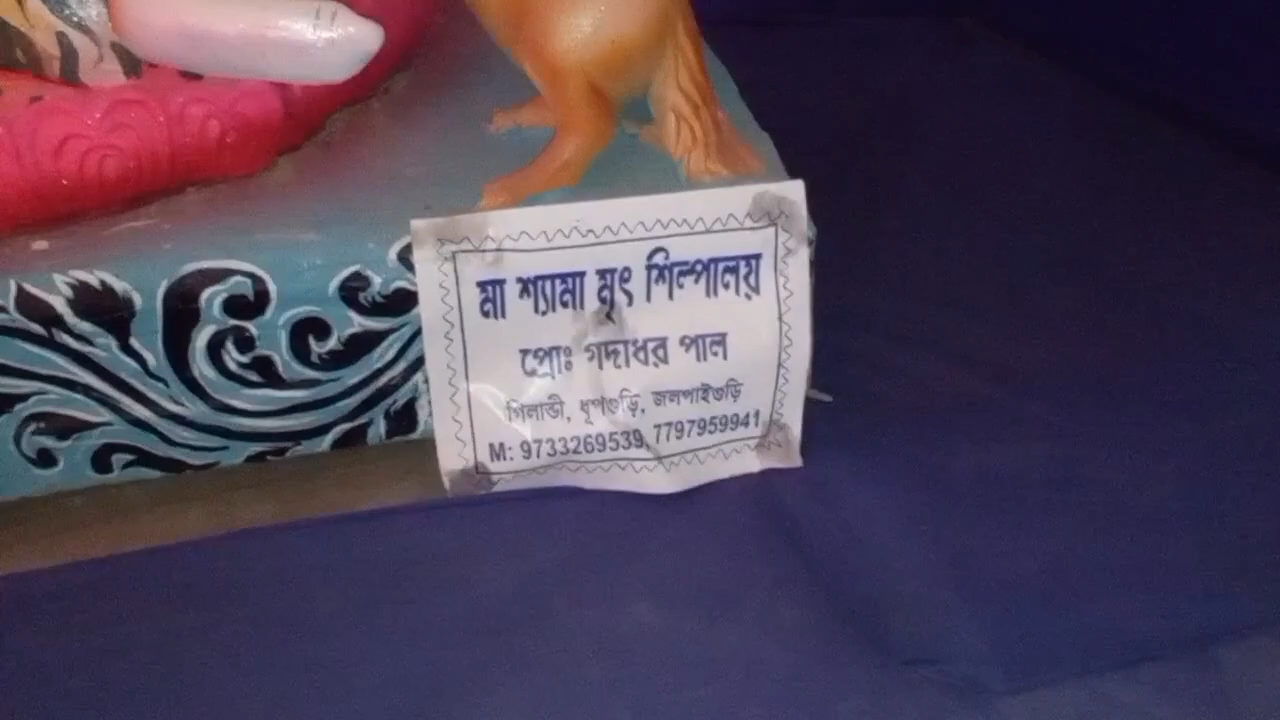 মা শ্যামা মৃৎ শিল্পালয়
প্রোঃ গদাধর পাল
গিলান্ডী, ধূপগুড়ি, জলপাইগুড়ি
M: 9733269539, 7797959941